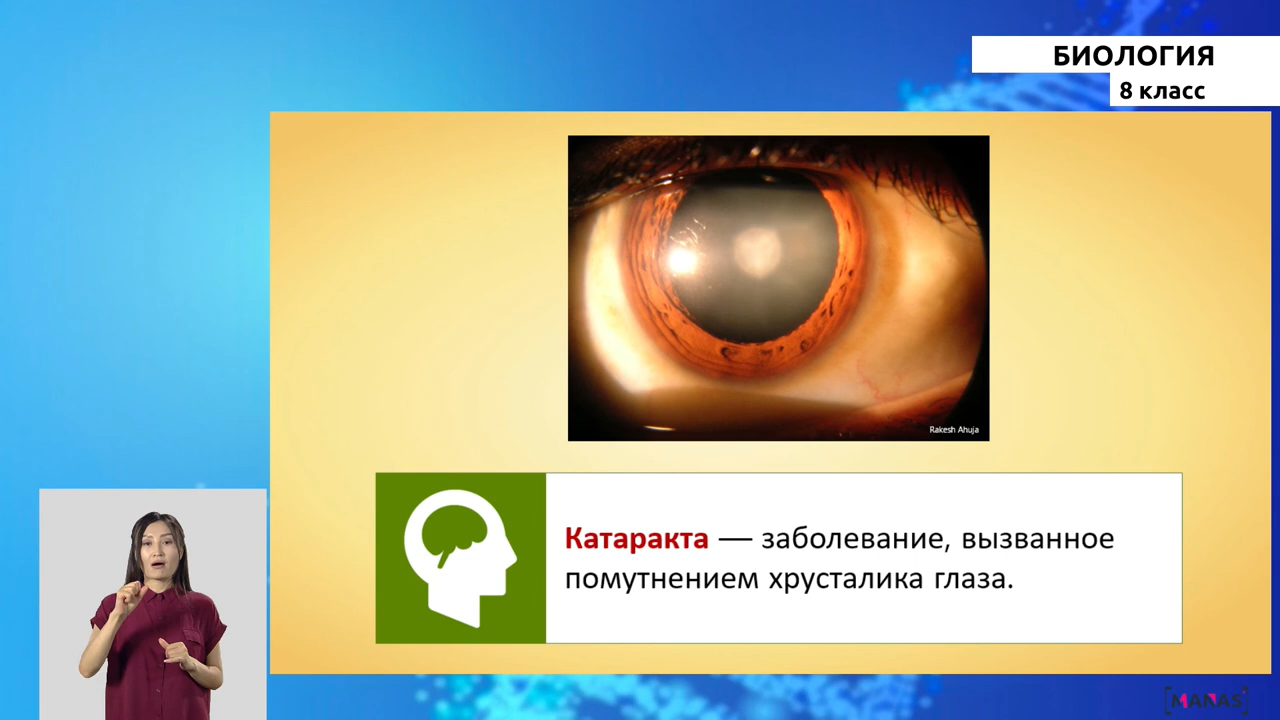 БИОЛОГИЯ
8 класс
Rakesh Ahuja
Катаракта — заболевание, вызванное
помутнением хрусталика глаза.
[MANAS]